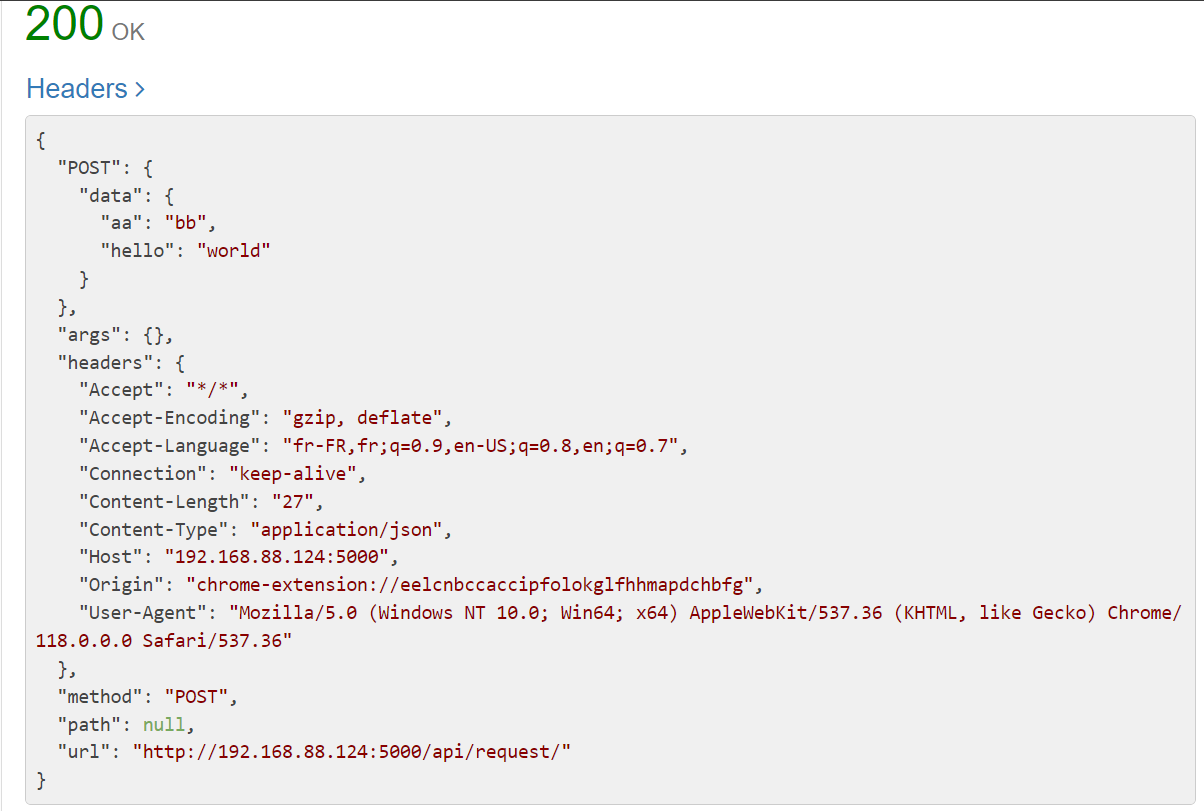 200 OK
Headers >
{
  "POST": {
    "data": {
      "aa": "bb",
      "hello": "world"
    }
  },
  "args": {},
  "headers": {
    "Accept": "*/*",
    "Accept-Encoding": "gzip, deflate",
    "Accept-Language": "fr-FR,fr;q=0.9,en-US;q=0.8,en;q=0.7",
    "Connection": "keep-alive",
    "Content-Length": "27",
    "Content-Type": "application/json",
    "Host": "192.168.88.124:5000",
    "Origin": "chrome-extension://eelcnbccaccipfolokglfhhmapdchbfg",
    "User-Agent": "Mozilla/5.0 (Windows NT 10.0; Win64; x64) AppleWebKit/537.36 (KHTML, like Gecko) Chrome/
118.0.0.0 Safari/537.36"
  },
  "method": "POST",
  "path": null,
  "url": "http://192.168.88.124:5000/api/request/"
}